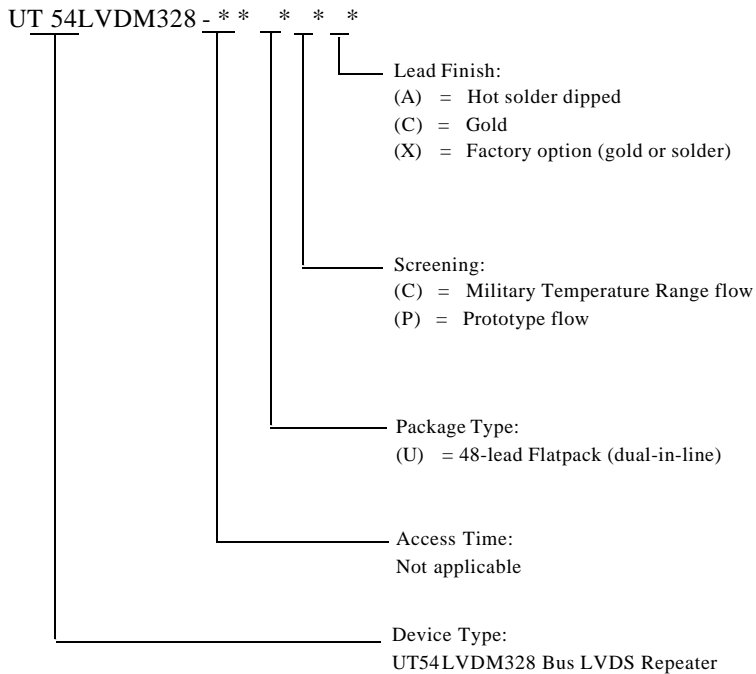 UT 54LVDM328 - * * * * *
Lead Finish:
(A) = Hot solder dipped
(C) = Gold
(X) = Factory option (gold or solder)
Screening:
(C) = Military Temperature Range flow
(P) = Prototype flow
Package Type:
(U) = 48-lead Flatpack (dual-in-line)
Access Time:
Not applicable
Device Type:
UT54LVDM328 Bus LVDS Repeater